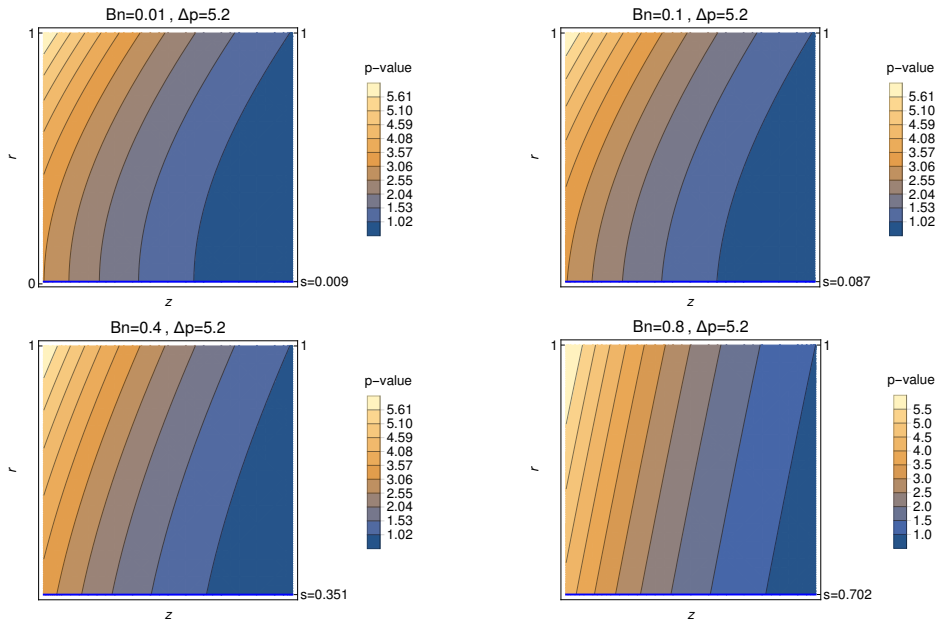 Bn=0.01 , Δp=5.2
1
1
r
0
s=0.009
z
p-value
5.61
5.10
4.59
4.08
3.57
3.06
2.55
2.04
1.53
1.02
Bn=0.1 , Δp=5.2
1
1
r
s=0.087
z
p-value
5.61
5.10
4.59
4.08
3.57
3.06
2.55
2.04
1.53
1.02
Bn=0.4 , Δp=5.2
1
1
r
s=0.351
z
p-value
5.61
5.10
4.59
4.08
3.57
3.06
2.55
2.04
1.53
1.02
Bn=0.8 , Δp=5.2
1
1
r
s=0.702
z
p-value
5.5
5.0
4.5
4.0
3.5
3.0
2.5
2.0
1.5
1.0